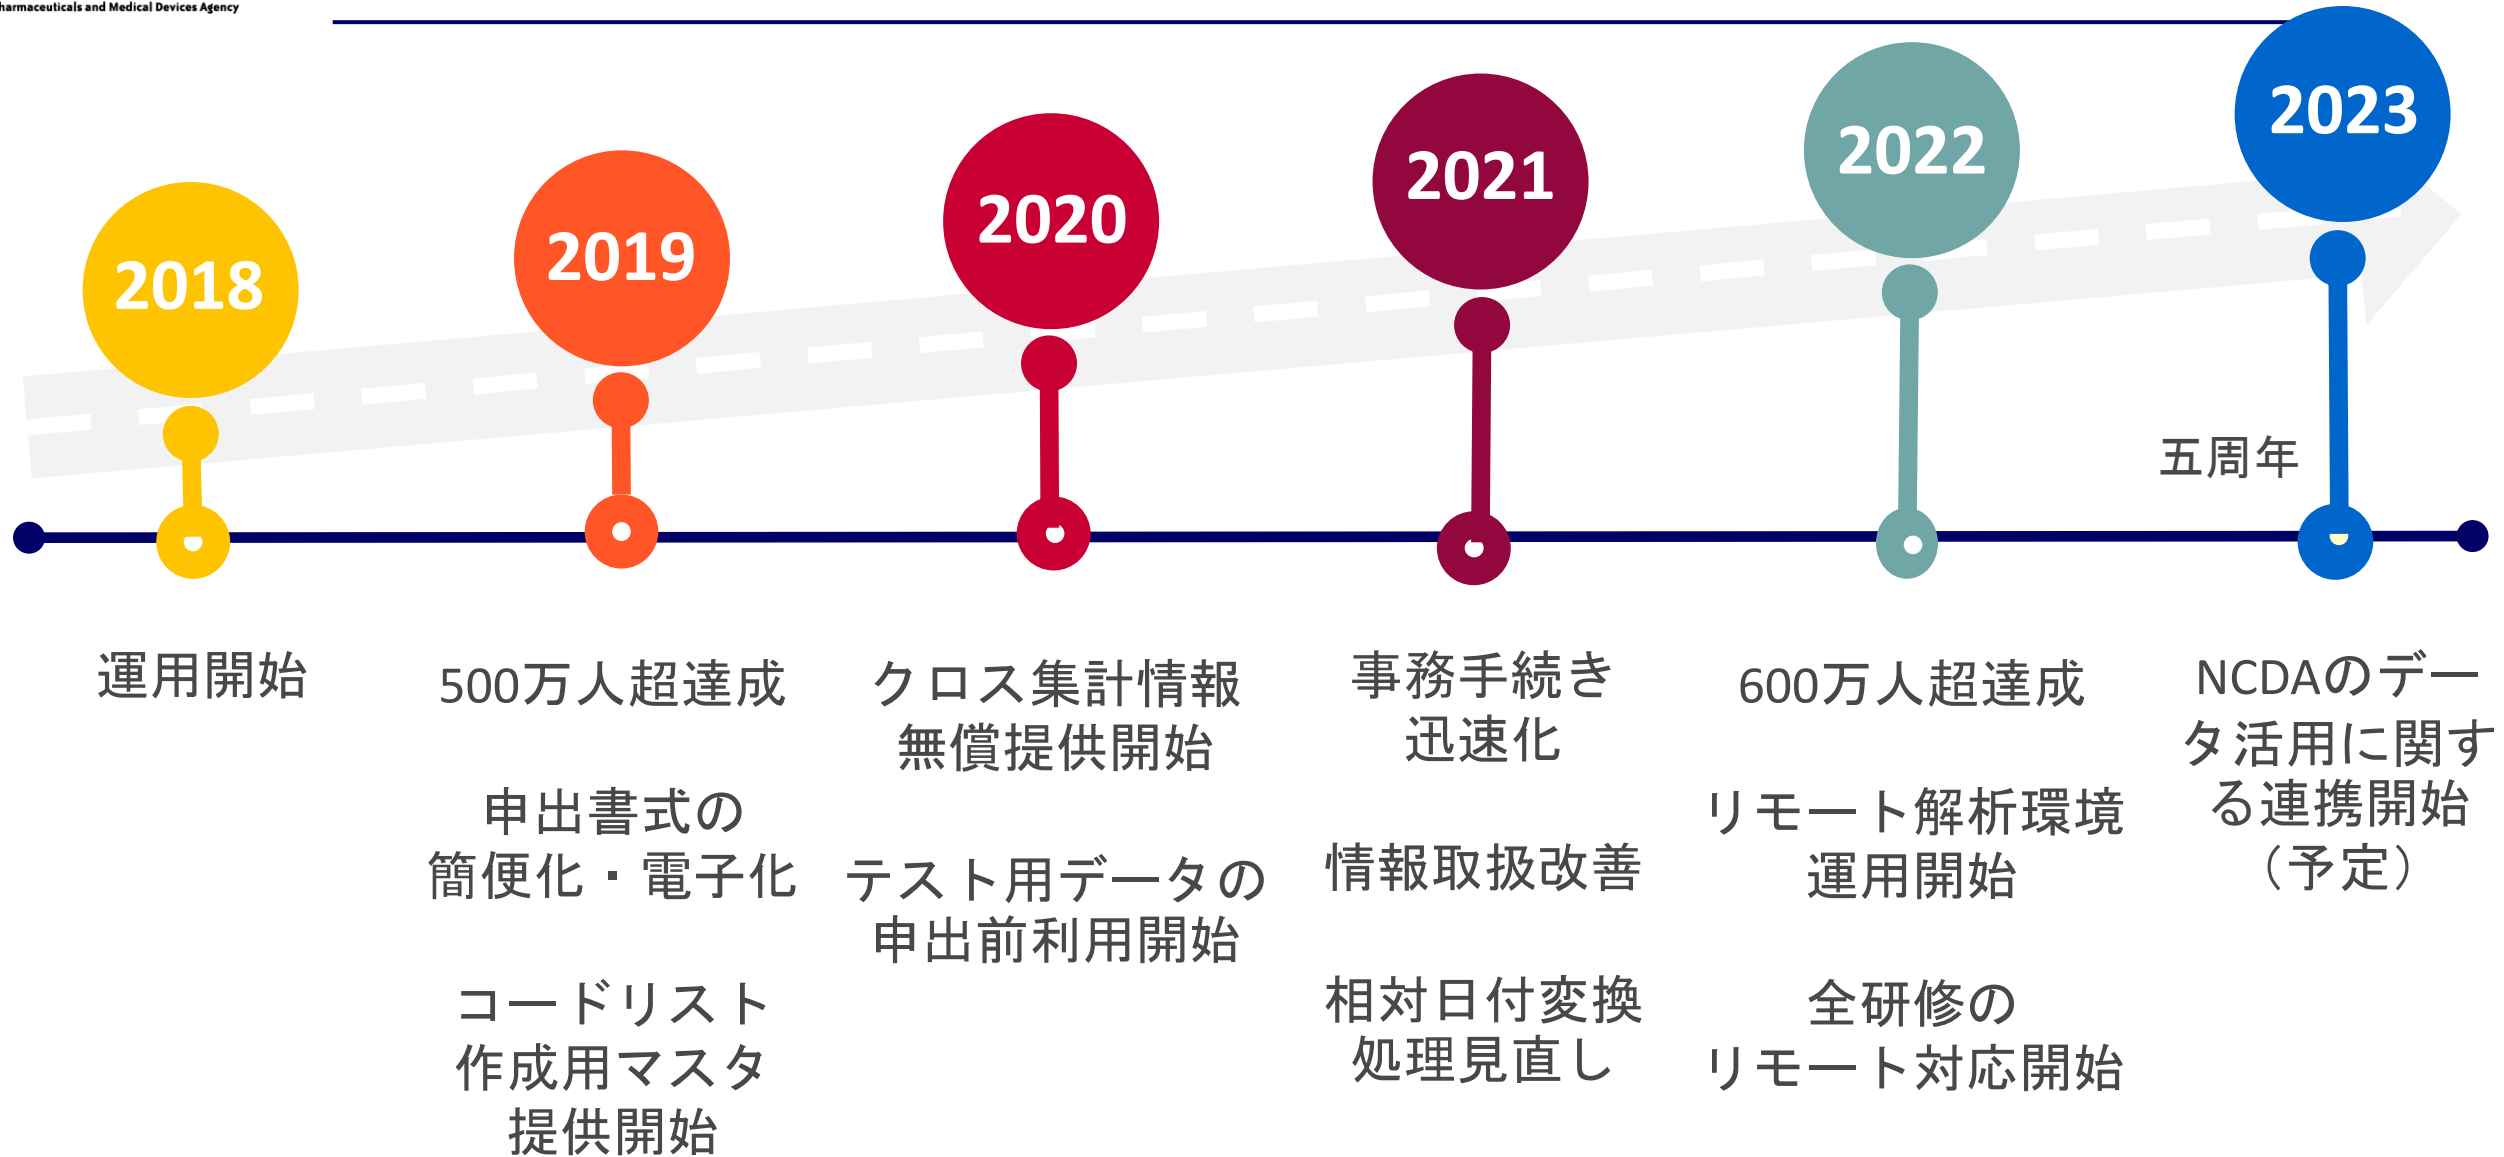 harmaceuticals and Medical Devices Agency
2018
2019
2020
2021
2022
2023
五周年
運用開始
500万人達成
申出書式の
簡便化・電子化
コードリスト
作成用マスタ
提供開始
クロス集計情報
無償提供開始
テスト用データの
申出前利用開始
事務手続き
迅速化
情報取扱改善
休薬日付変換
処理見直し
600万人超達成
リモート解析環境
運用開始
全研修の
リモート対応開始
NCDAのデータ
活用に関す
る連携開始
(予定)